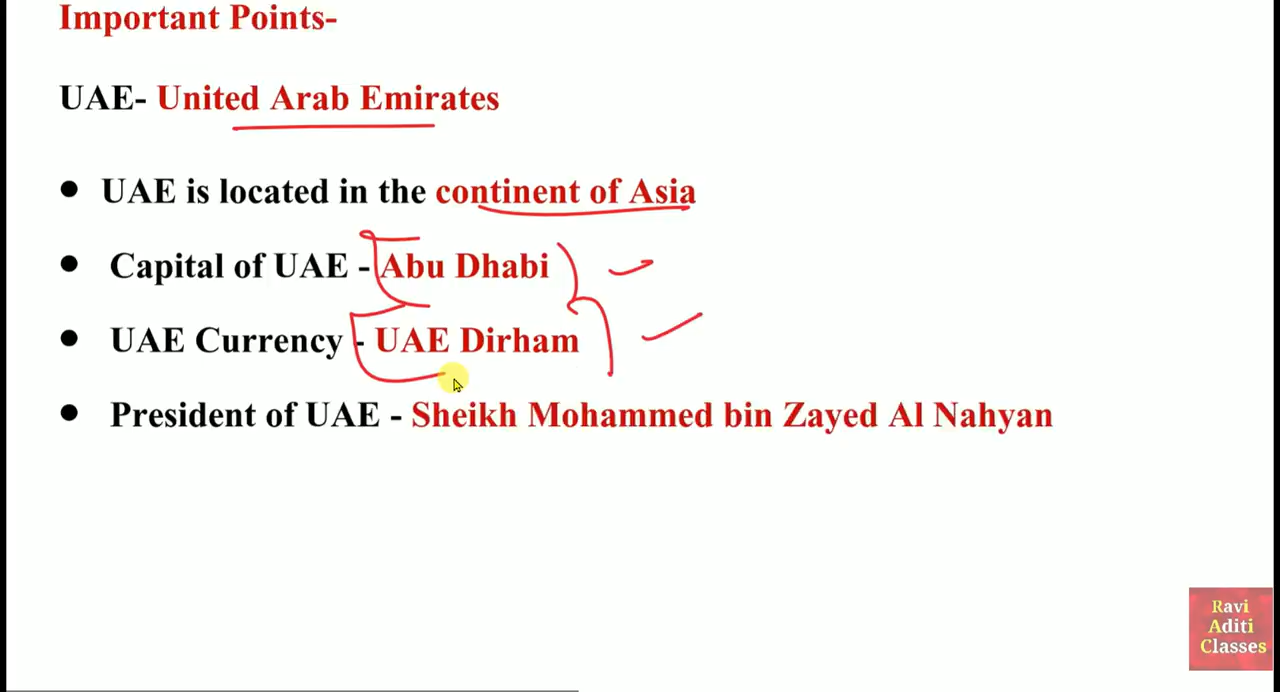 Important Points-
UAE- United Arab Emirates
● UAE is located in the continent of Asia
● Capital of UAE - Abu Dhabi
● UAE Currency - UAE Dirham
● President of UAE - Sheikh Mohammed bin Zayed Al Nahyan
Ravi
Aditi
Classes